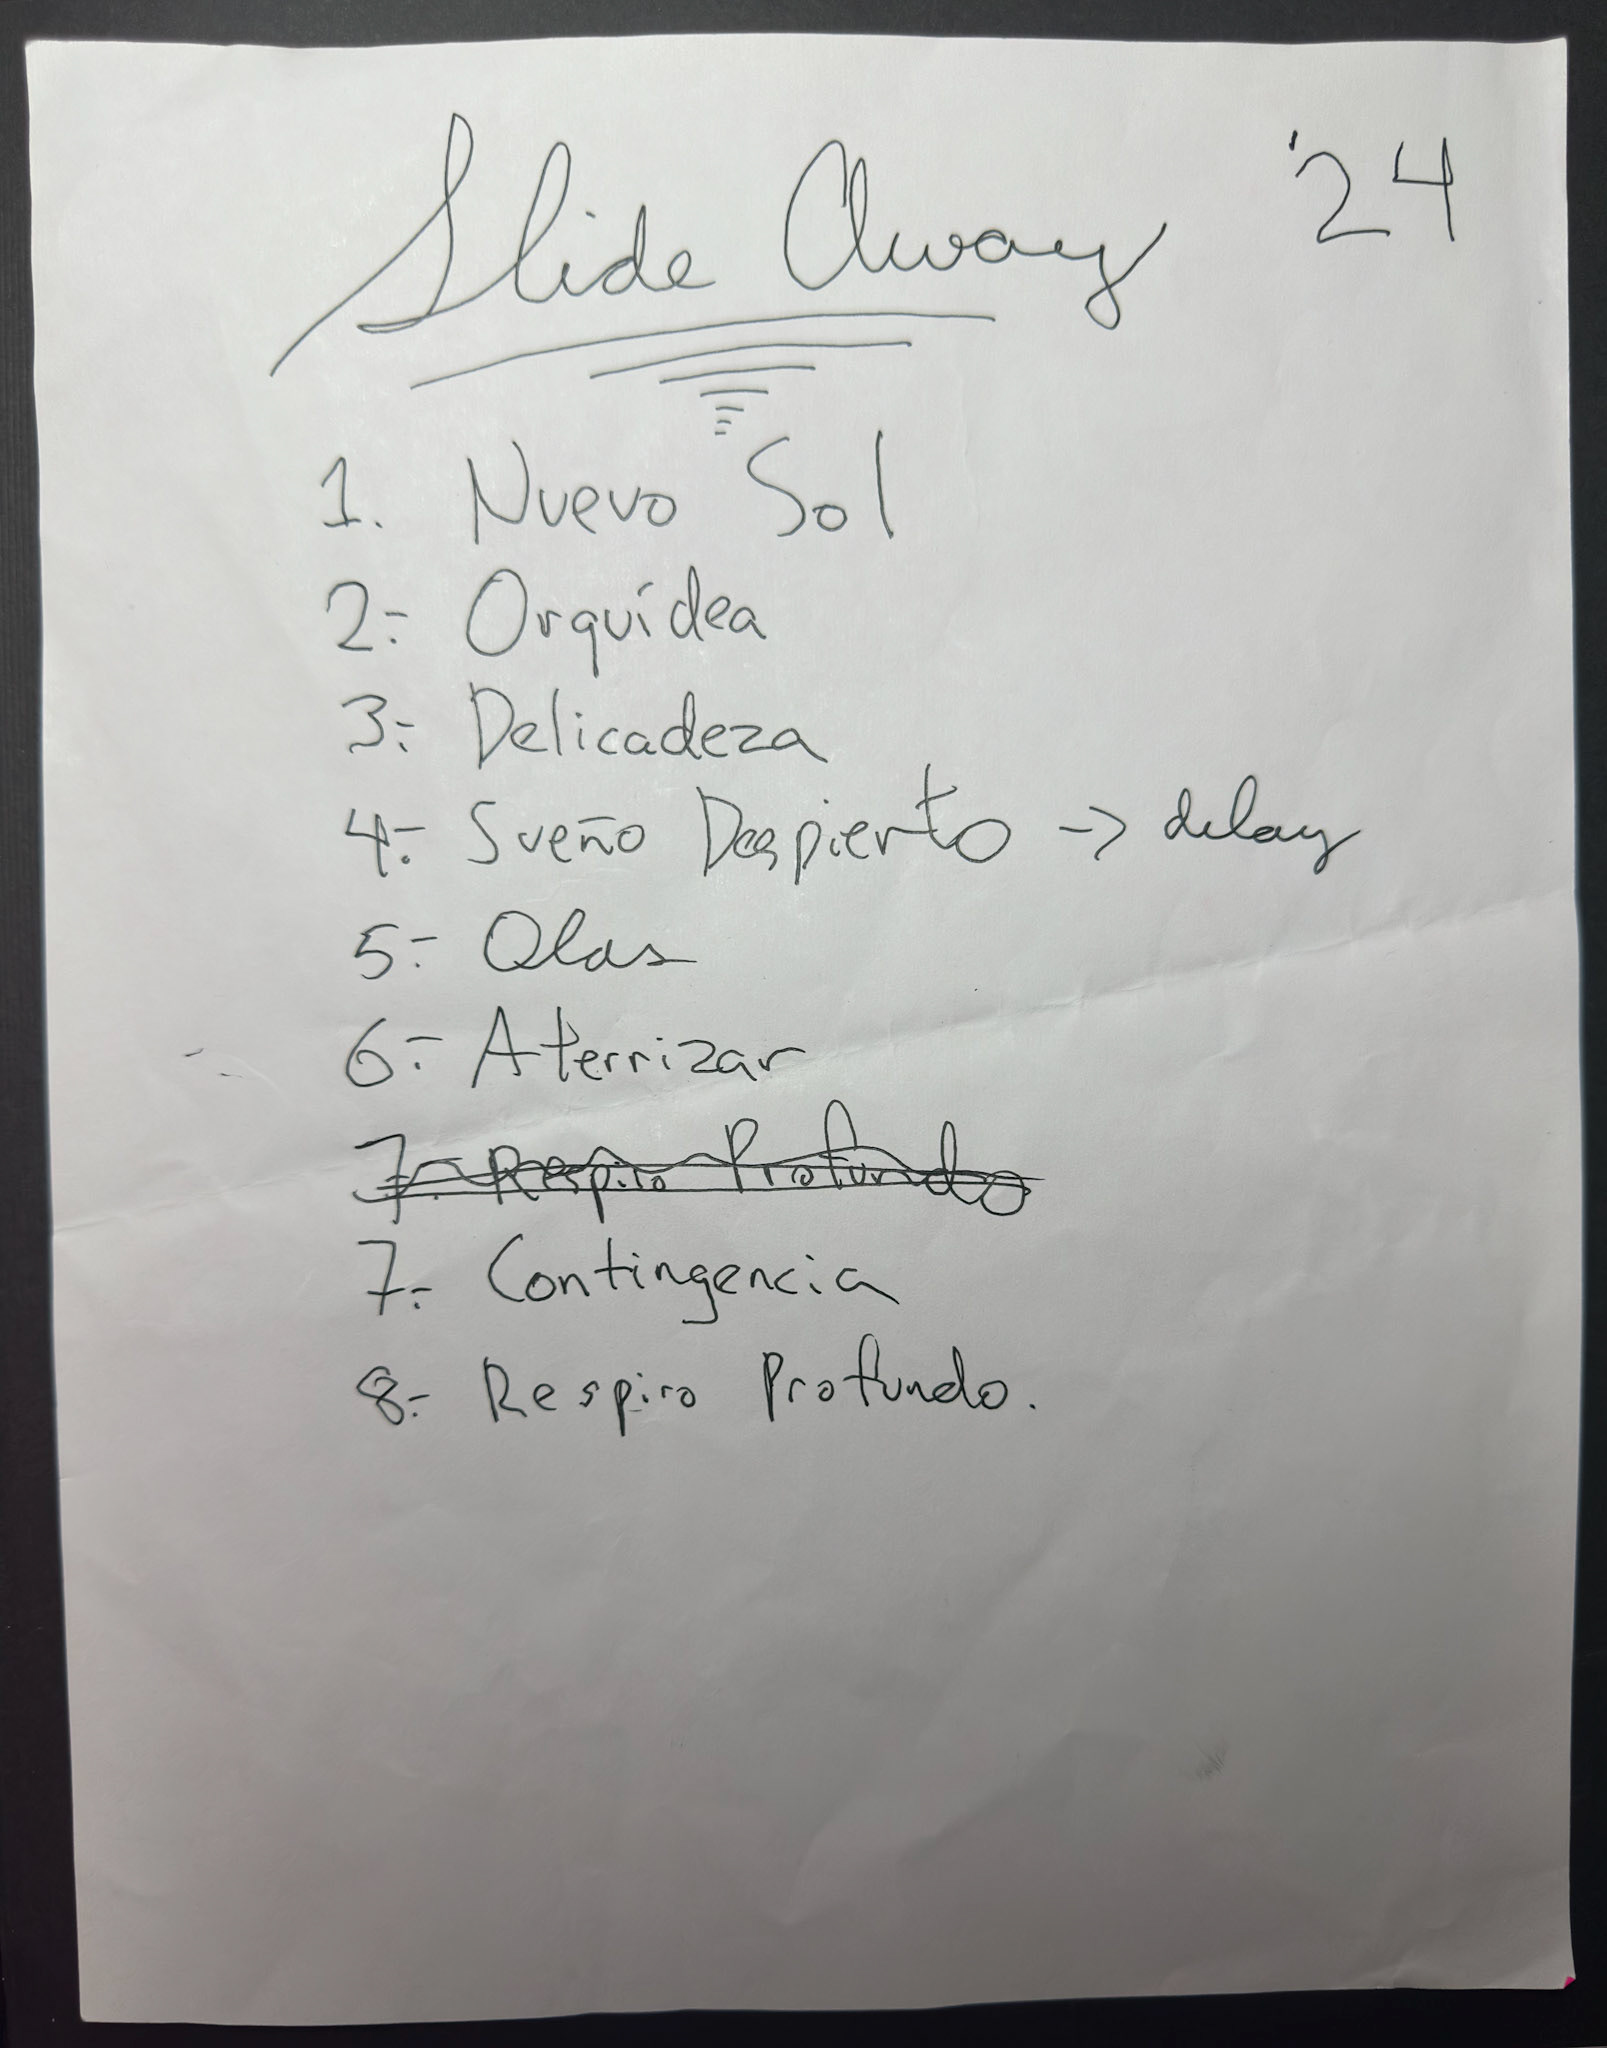 Slide Away '24
1. Nuevo Sol
2.- Orquídea
3.- Delicadeza
4.- Sueño Despierto -> delay
5.- Olas
6.- Aterrizar
7.- Respiro Profundo
7.- Contingencia
8.- Respiro Profundo.